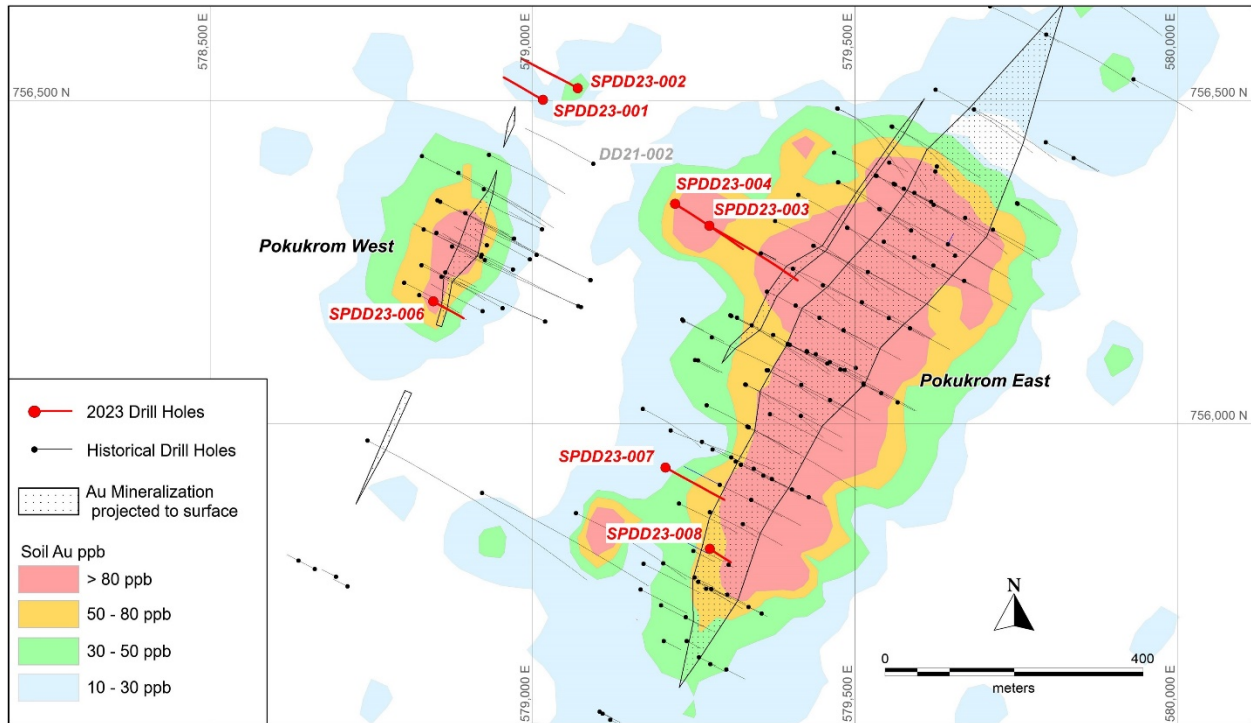 578,500 E
579,000 E
579,500 E
580,000 E
756,500 N
756,500 N
SPDD23-002
SPDD23-001
DD21-002
SPDD23-004
SPDD23-003
Pokukrom West
SPDD23-006
Pokukrom East
756,000 N
SPDD23-007
SPDD23-008
2023 Drill Holes
Historical Drill Holes
Au Mineralization
projected to surface
Soil Au ppb
> 80 ppb
50 - 80 ppb
30 - 50 ppb
10 - 30 ppb
N
0
400
meters
579,000 E
579,500 E
580,000 E